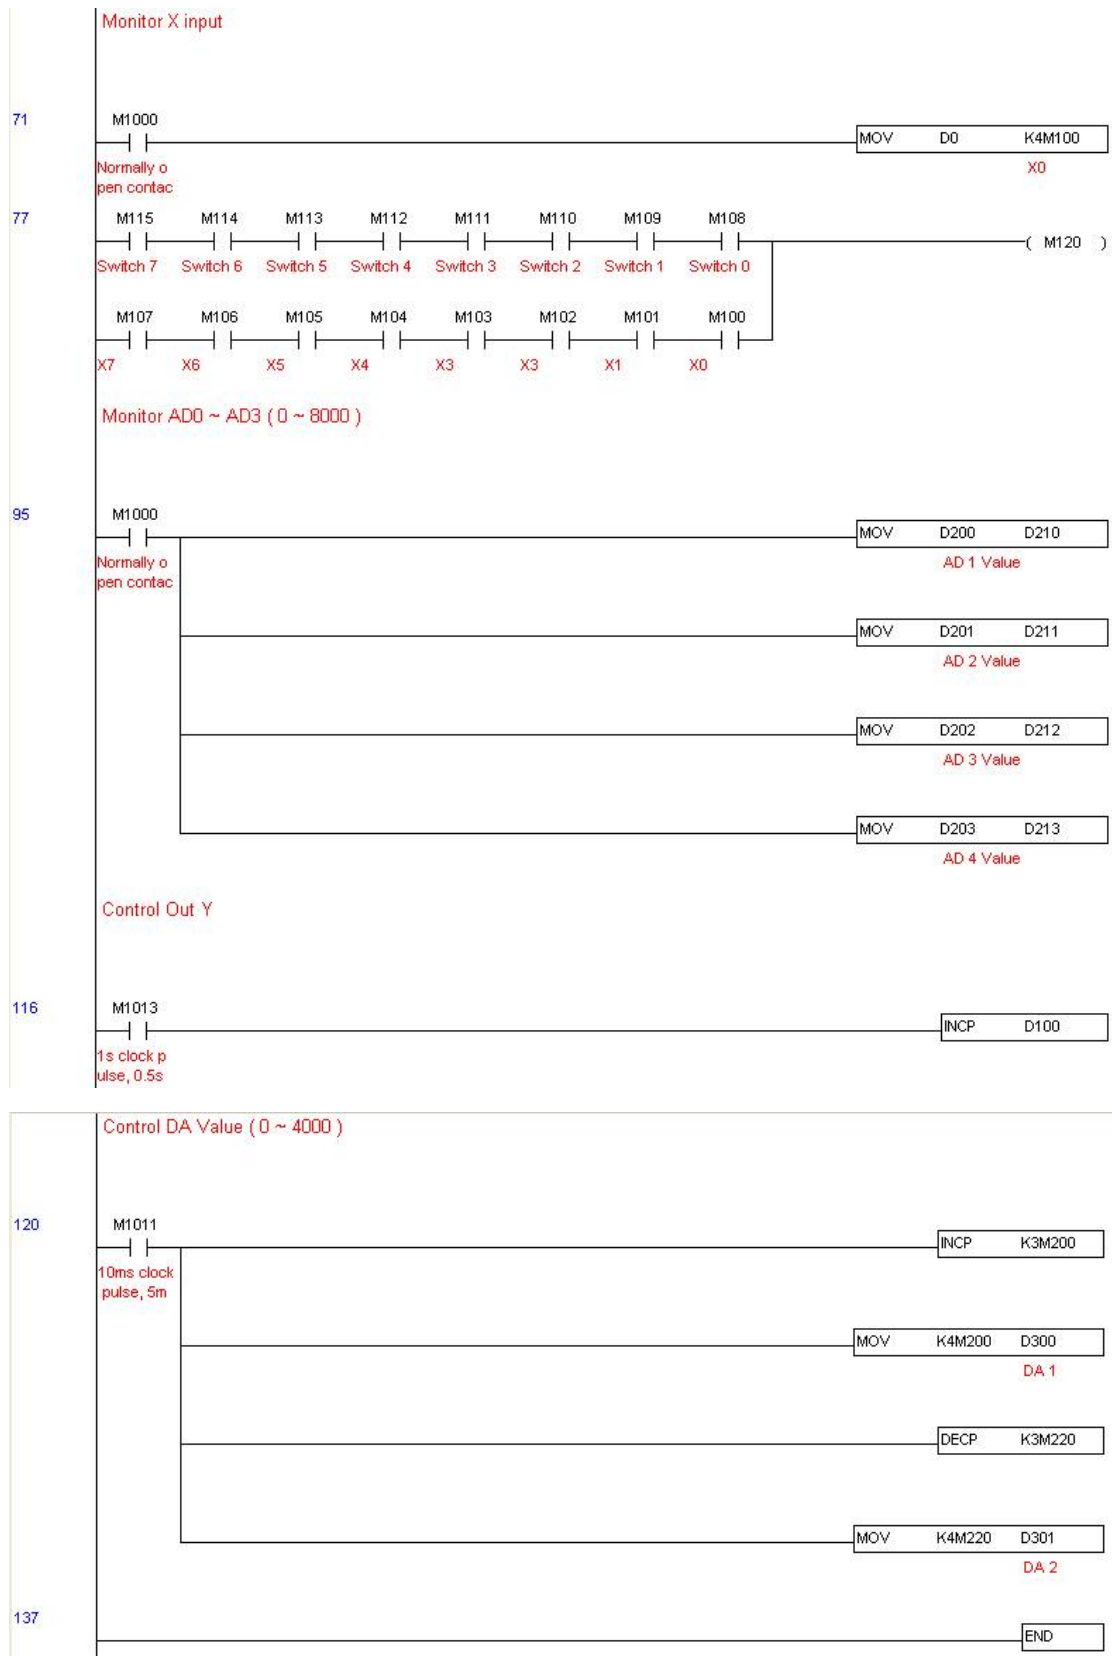 Monitor X input
71 M1000
MOV D0 K4M100
Normally o X0
pen contac
77 M115 M114 M113 M112 M111 M110 M109 M108
( M120 )
Switch 7 Switch 6 Switch 5 Switch 4 Switch 3 Switch 2 Switch 1 Switch 0
M107 M106 M105 M104 M103 M102 M101 M100
X7 X6 X5 X4 X3 X3 X1 X0
Monitor AD0 ~ AD3 ( 0 ~ 8000 )
95 M1000
MOV D200 D210
Normally o AD 1 Value
pen contac
MOV D201 D211
AD 2 Value
MOV D202 D212
AD 3 Value
MOV D203 D213
AD 4 Value
Control Out Y
116 M1013
INCP D100
1s clock p
ulse, 0.5s
Control DA Value ( 0 ~ 4000 )
120 M1011
INCP K3M200
10ms clock
pulse, 5m
MOV K4M200 D300
DA 1
DECP K3M220
MOV K4M220 D301
DA 2
137
END